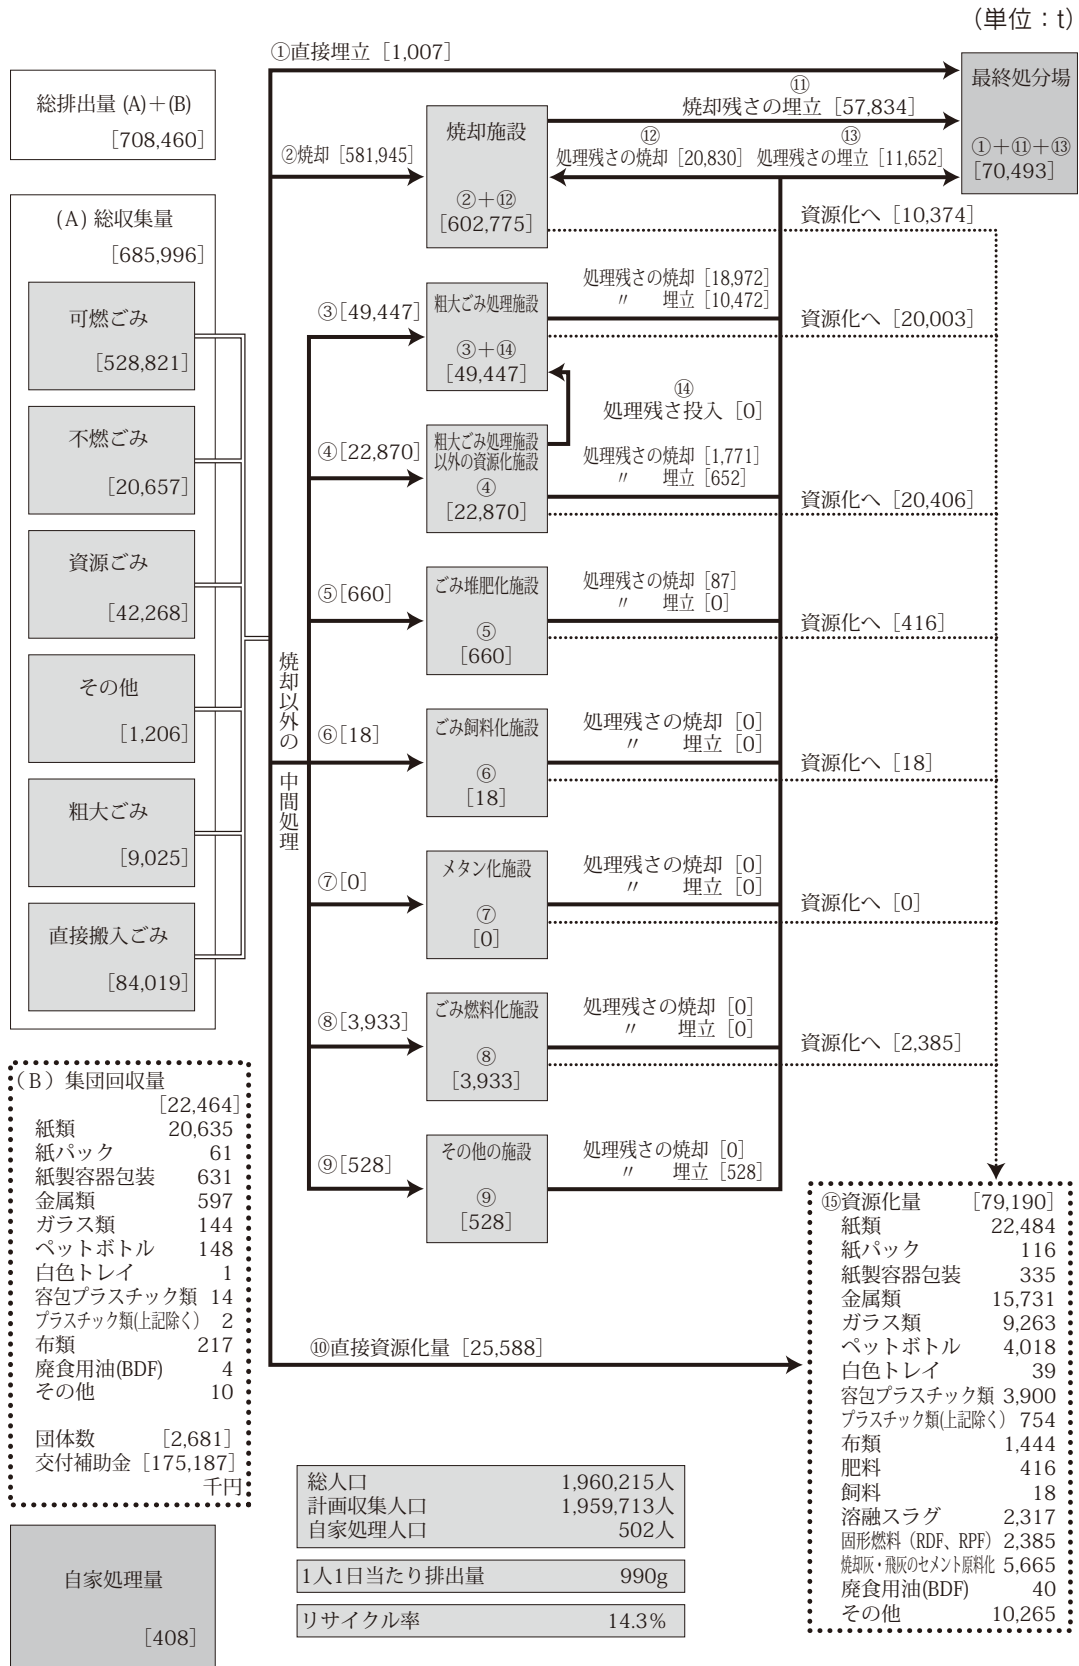 （単位：t）
総排出量 (A)＋(B)
［708,460］
（A）総収集量
［685,996］
可燃ごみ
［528,821］
不燃ごみ
［20,657］
資源ごみ
［42,268］
その他
［1,206］
粗大ごみ
［9,025］
直接搬入ごみ
［84,019］
（B）集団回収量
［22,464］
紙類 20,635
紙パック 61
紙製容器包装 631
金属類 597
ガラス類 144
ペットボトル 148
白色トレイ 1
容包プラスチック類 14
プラスチック類(上記除く) 2
布類 217
廃食用油(BDF) 4
その他 10
団体数 ［2,681］
交付補助金［175,187］
千円
自家処理量
［408］
①直接埋立［1,007］
②焼却［581,945］
焼却以外の
中間処理
③［49,447］
④［22,870］
⑤［660］
⑥［18］
⑦［0］
⑧［3,933］
⑨［528］
⑩直接資源化量［25,588］
焼却施設
②＋⑫
［602,775］
⑪
焼却残さの埋立［57,834］
⑫
処理残さの焼却［20,830］
⑬
処理残さの埋立［11,652］
資源化へ［10,374］
最終処分場
①＋⑪＋⑬
［70,493］
粗大ごみ処理施設
③＋⑭
［49,447］
処理残さの焼却［18,972］
〃 埋立［10,472］
資源化へ［20,003］
⑭
処理残さ投入［0］
粗大ごみ処理施設
以外の資源化施設
④
［22,870］
処理残さの焼却［1,771］
〃 埋立［652］
資源化へ［20,406］
ごみ堆肥化施設
⑤
［660］
処理残さの焼却［87］
〃 埋立［0］
資源化へ［416］
ごみ飼料化施設
⑥
［18］
処理残さの焼却［0］
〃 埋立［0］
資源化へ［18］
メタン化施設
⑦
［0］
処理残さの焼却［0］
〃 埋立［0］
資源化へ［0］
ごみ燃料化施設
⑧
［3,933］
処理残さの焼却［0］
〃 埋立［0］
資源化へ［2,385］
その他の施設
⑨
［528］
処理残さの焼却［0］
〃 埋立［528］
⑮資源化量 ［79,190］
紙類 22,484
紙パック 116
紙製容器包装 335
金属類 15,731
ガラス類 9,263
ペットボトル 4,018
白色トレイ 39
容包プラスチック類 3,900
プラスチック類(上記除く) 754
布類 1,444
肥料 416
飼料 18
溶融スラグ 2,317
固形燃料（RDF、RPF） 2,385
焼却灰・飛灰のセメント原料化 5,665
廃食用油(BDF) 40
その他 10,265
総人口 1,960,215人
計画収集人口 1,959,713人
自家処理人口 502人
1人1日当たり排出量 990g
リサイクル率 14.3%